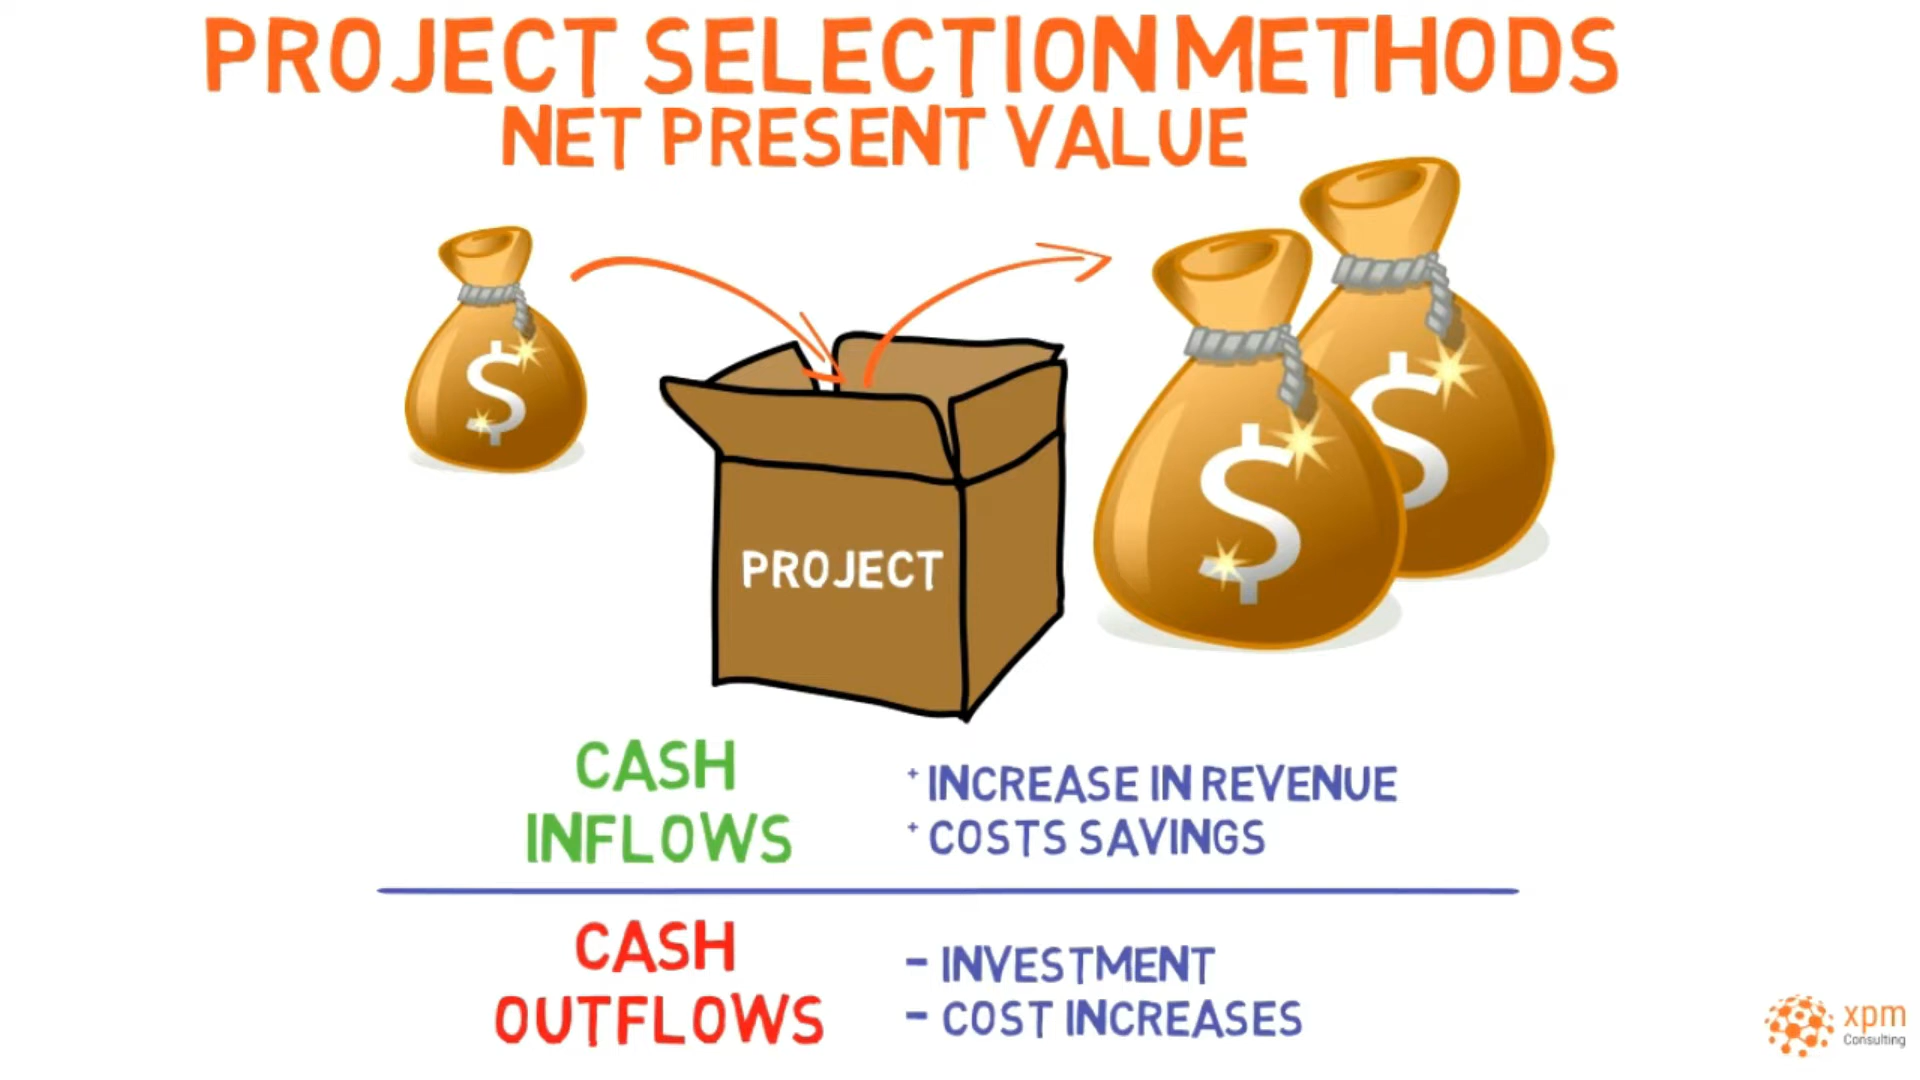 PROJECT SELECTION METHODS
NET PRESENT VALUE
$
$
$
PROJECT
CASH
INFLOWS
+ INCREASE IN REVENUE
+ COSTS SAVINGS
CASH
OUTFLOWS
- INVESTMENT
- COST INCREASES
xpm
Consulting